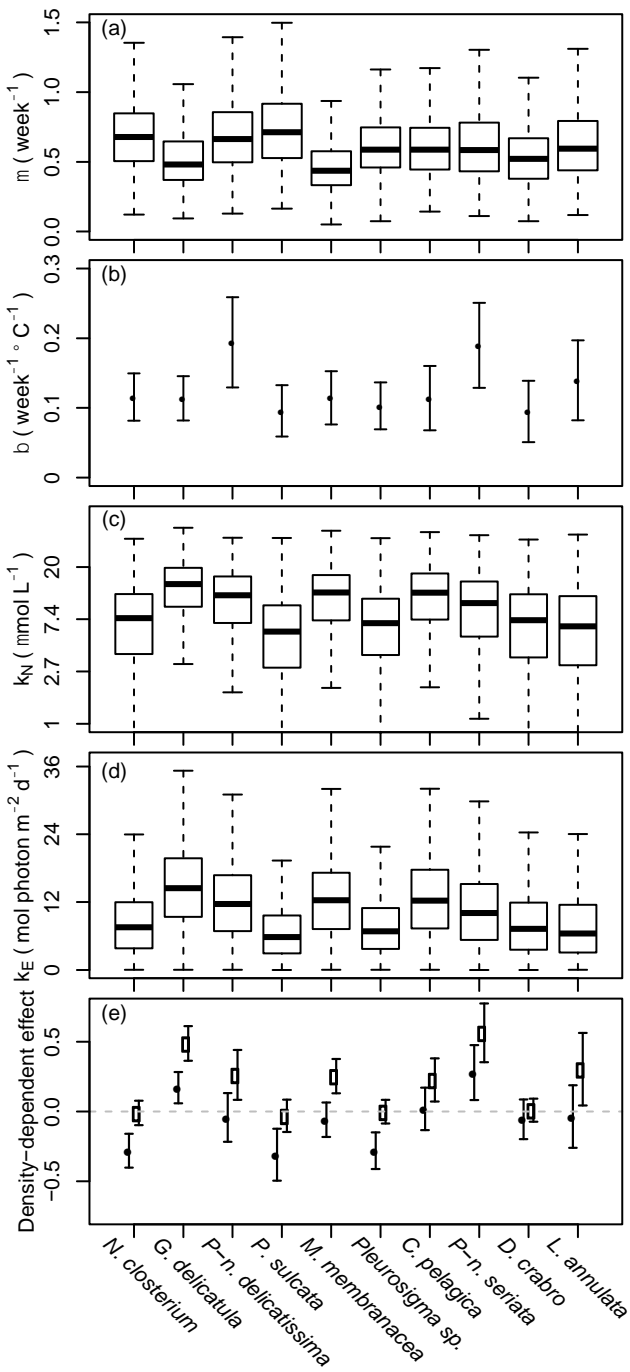 (a)
m ( week⁻¹ )
1.5
1.0
0.5
0.0
(b)
b ( week⁻¹ ° C⁻¹ )
0.3
0.2
0.1
0
(c)
k_N ( mmol L⁻¹ )
20
7.4
2.7
1
(d)
k_E ( mol photon m⁻² d⁻¹ )
36
24
12
0
(e)
Density−dependent effect
0.5
0.0
−0.5
N. closterium
G. delicatula
P−n. delicatissima
P. sulcata
M. membranacea
Pleurosigma sp.
C. pelagica
P−n. seriata
D. crabro
L. annulata